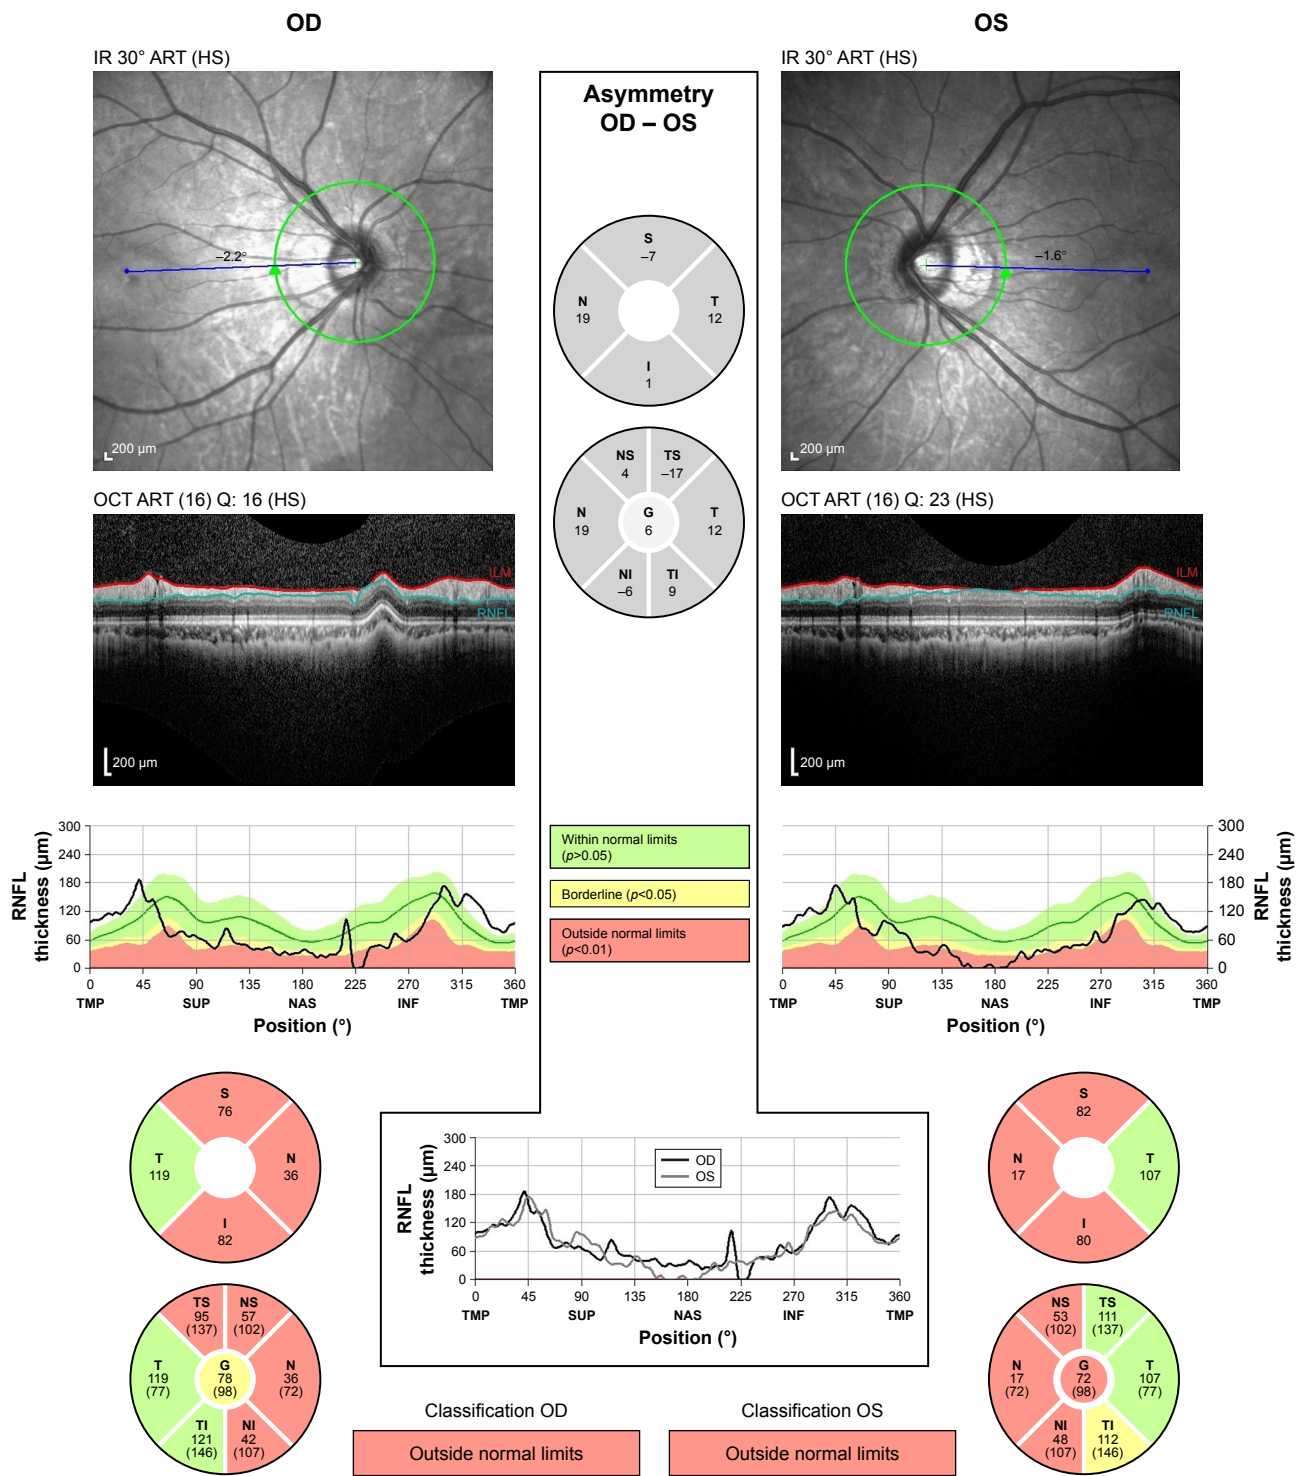 OD
OS
IR 30° ART (HS)
IR 30° ART (HS)
–2.2°
200 µm
Asymmetry
OD – OS
S
–7
N
19
T
12
I
1
NS
4
TS
–17
N
19
G
6
T
12
NI
–6
TI
9
–1.6°
200 µm
OCT ART (16) Q: 16 (HS)
ILM
RNFL
200 µm
OCT ART (16) Q: 23 (HS)
ILM
RNFL
200 µm
RNFL
thickness (µm)
300
240
180
120
60
0
0 45 90 135 180 225 270 315 360
TMP SUP NAS INF TMP
Position (°)
Within normal limits
(p>0.05)
Borderline (p<0.05)
Outside normal limits
(p<0.01)
300
240
180
120
60
0
RNFL
thickness (µm)
0 45 90 135 180 225 270 315 360
TMP SUP NAS INF TMP
Position (°)
S
76
T
119
N
36
I
82
S
82
N
17
T
107
I
80
RNFL
thickness (µm)
300
240
180
120
60
0
OD
OS
0 45 90 135 180 225 270 315 360
TMP SUP NAS INF TMP
Position (°)
TS
95
(137)
NS
57
(102)
T
119
(77)
G
78
(98)
N
36
(72)
TI
121
(146)
NI
42
(107)
NS
53
(102)
TS
111
(137)
N
17
(72)
G
72
(98)
T
107
(77)
NI
48
(107)
TI
112
(146)
Classification OD
Outside normal limits
Classification OS
Outside normal limits